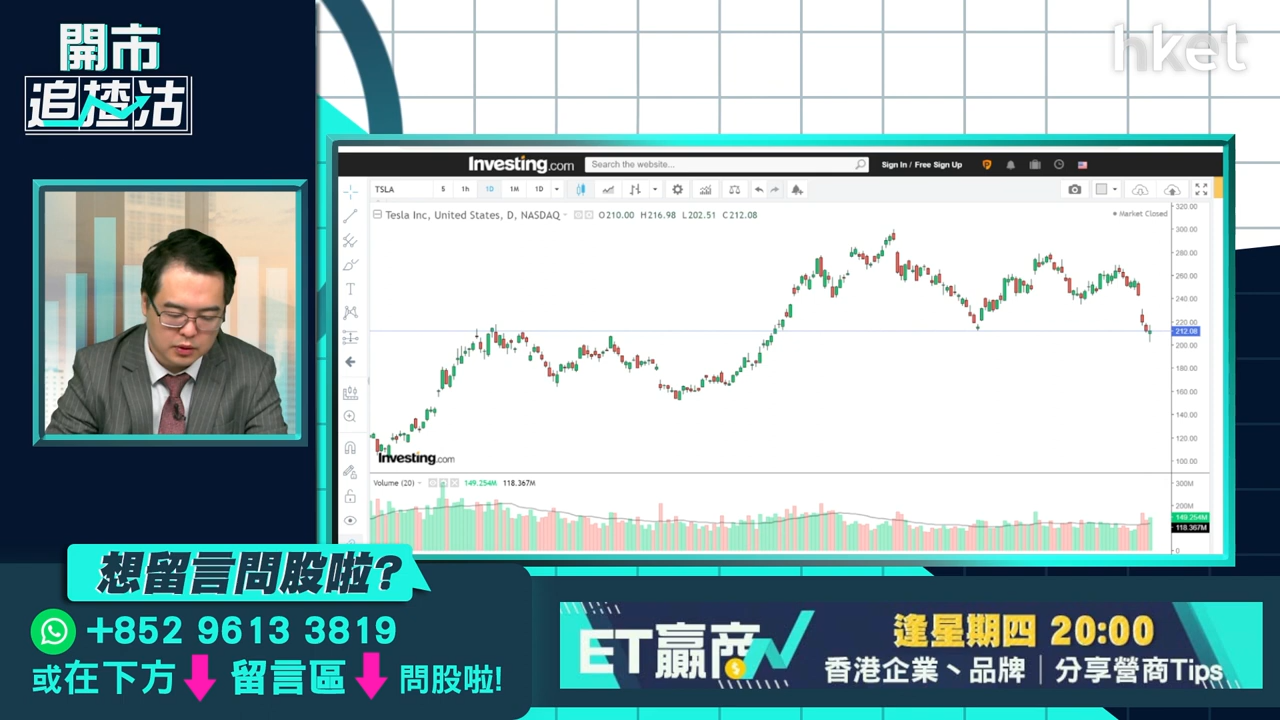 開市
追揸沽
hket
Investing.com
Search the website...
Sign In / Free Sign Up
TSLA
5
1h
1D
1M
1D
Tesla Inc, United States, D, NASDAQ
O210.00 H216.98 L202.51 C212.08
Market Closed
320.00
300.00
280.00
260.00
240.00
220.00
212.08
200.00
180.00
160.00
140.00
120.00
100.00
Investing.com
Volume (20)
149.254M
118.367M
300M
200M
149.254M
118.367M
0
想留言問股啦?
+852 9613 3819
或在下方
留言區
問股啦!
ET贏商
逢星期四 20:00
香港企業、品牌｜分享營商Tips